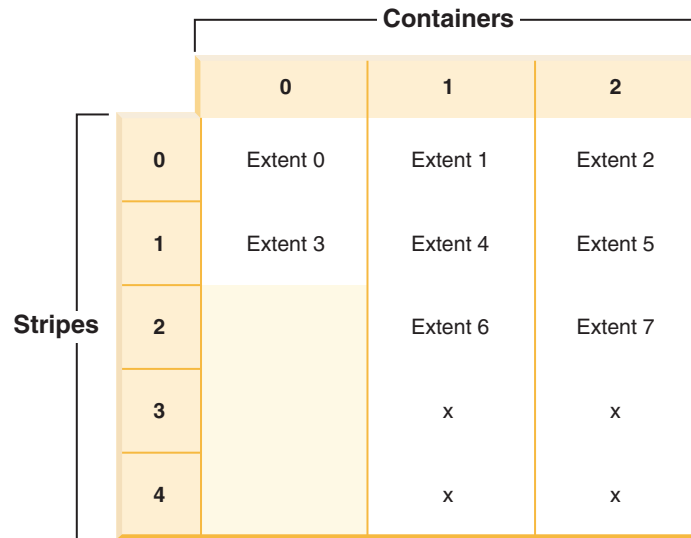 Containers
0 1 2
0 Extent 0 Extent 1 Extent 2
1 Extent 3 Extent 4 Extent 5
Stripes
2 Extent 6 Extent 7
3 x x
4 x x